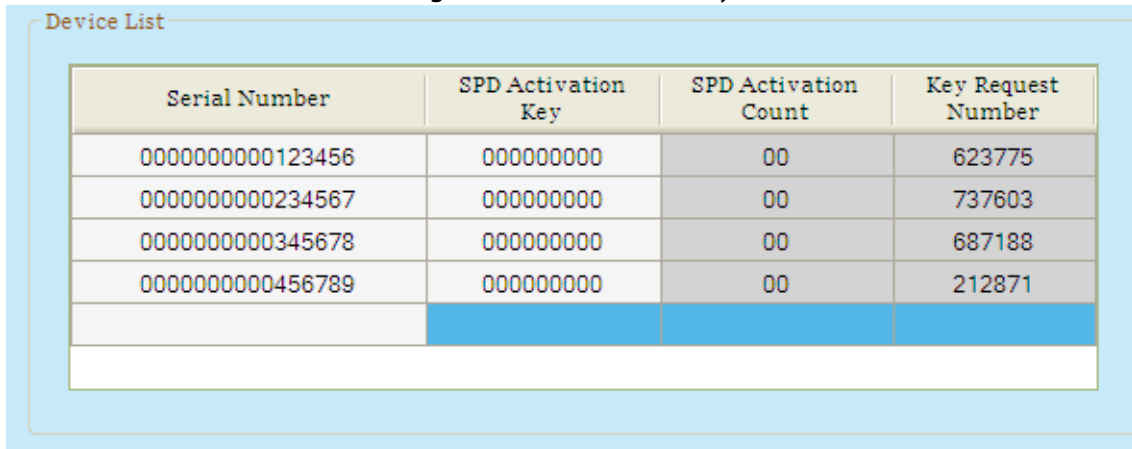 Device List
Serial Number SPD Activation Key SPD Activation Count Key Request Number
0000000000123456 000000000 00 623775
0000000000234567 000000000 00 737603
0000000000345678 000000000 00 687188
0000000000456789 000000000 00 212871